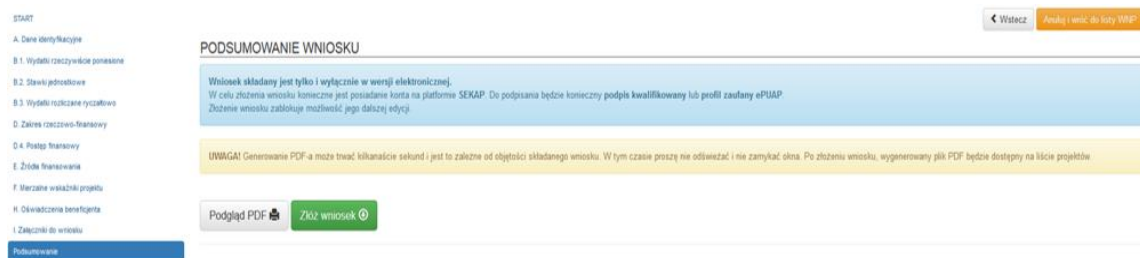 START
A. Dane identyfikacyjne
B.1. Wydatki rzeczywiście poniesione
B.2. Stawki jednostkowe
B.3. Wydatki rozliczane ryczałtowo
D. Zakres rzeczowo-finansowy
D.4. Postęp finansowy
E. Źródła finansowania
F. Mierzalne wskaźniki projektu
H. Oświadczenia beneficjenta
I. Załączniki do wniosku
Podsumowanie
Wstecz
Anuluj i wróć do listy WNP
PODSUMOWANIE WNIOSKU
Wniosek składany jest tylko i wyłącznie w wersji elektronicznej.
W celu złożenia wniosku konieczne jest posiadanie konta na platformie SEKAP. Do podpisania będzie konieczny podpis kwalifikowany lub profil zaufany ePUAP.
Złożenie wniosku zablokuje możliwość jego dalszej edycji.
UWAGA! Generowanie PDF-a może trwać kilkanaście sekund i jest to zależne od objętości składanego wniosku. W tym czasie proszę nie odświeżać i nie zamykać okna. Po złożeniu wniosku, wygenerowany plik PDF będzie dostępny na liście projektów
Podgląd PDF
Złóż wniosek